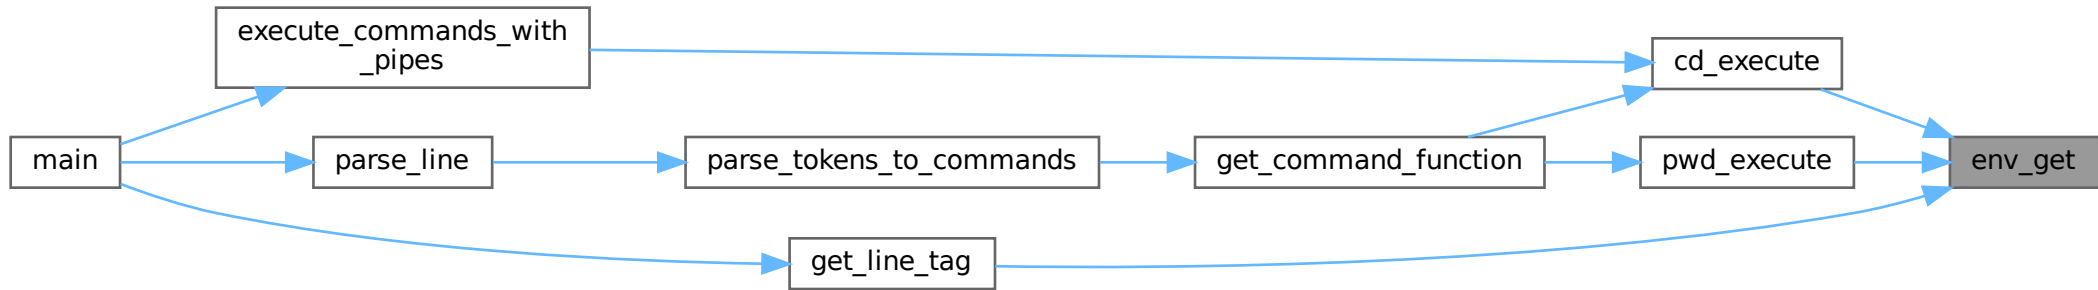 execute_commands_with
_pipes
cd_execute
main
parse_line
parse_tokens_to_commands
get_command_function
pwd_execute
env_get
get_line_tag